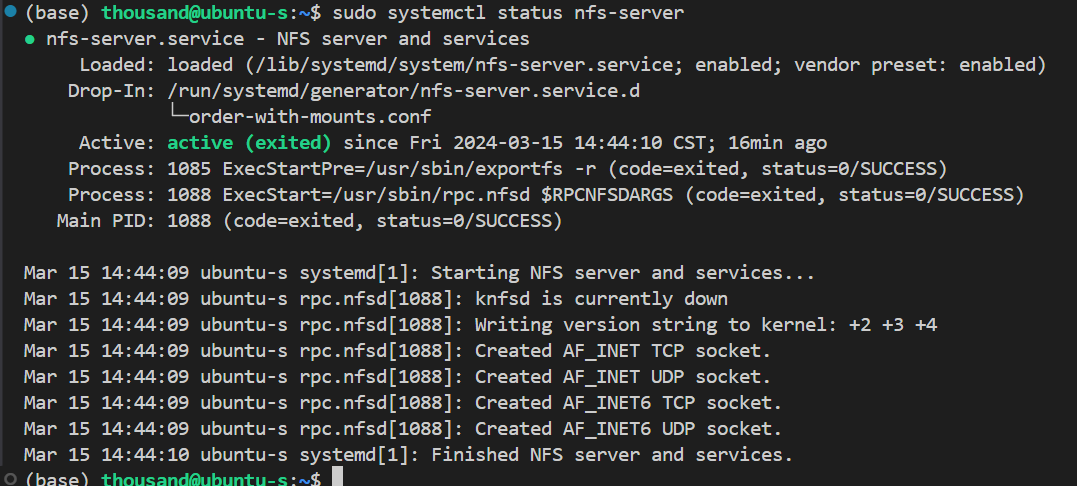 (base) thousand@ubuntu-s:~$ sudo systemctl status nfs-server
● nfs-server.service - NFS server and services
     Loaded: loaded (/lib/systemd/system/nfs-server.service; enabled; vendor preset: enabled)
    Drop-In: /run/systemd/generator/nfs-server.service.d
             └─order-with-mounts.conf
     Active: active (exited) since Fri 2024-03-15 14:44:10 CST; 16min ago
    Process: 1085 ExecStartPre=/usr/sbin/exportfs -r (code=exited, status=0/SUCCESS)
    Process: 1088 ExecStart=/usr/sbin/rpc.nfsd $RPCNFSDARGS (code=exited, status=0/SUCCESS)
   Main PID: 1088 (code=exited, status=0/SUCCESS)

Mar 15 14:44:09 ubuntu-s systemd[1]: Starting NFS server and services...
Mar 15 14:44:09 ubuntu-s rpc.nfsd[1088]: knfsd is currently down
Mar 15 14:44:09 ubuntu-s rpc.nfsd[1088]: Writing version string to kernel: +2 +3 +4
Mar 15 14:44:09 ubuntu-s rpc.nfsd[1088]: Created AF_INET TCP socket.
Mar 15 14:44:09 ubuntu-s rpc.nfsd[1088]: Created AF_INET UDP socket.
Mar 15 14:44:09 ubuntu-s rpc.nfsd[1088]: Created AF_INET6 TCP socket.
Mar 15 14:44:09 ubuntu-s rpc.nfsd[1088]: Created AF_INET6 UDP socket.
Mar 15 14:44:10 ubuntu-s systemd[1]: Finished NFS server and services.
(base) thousand@ubuntu-s:~$